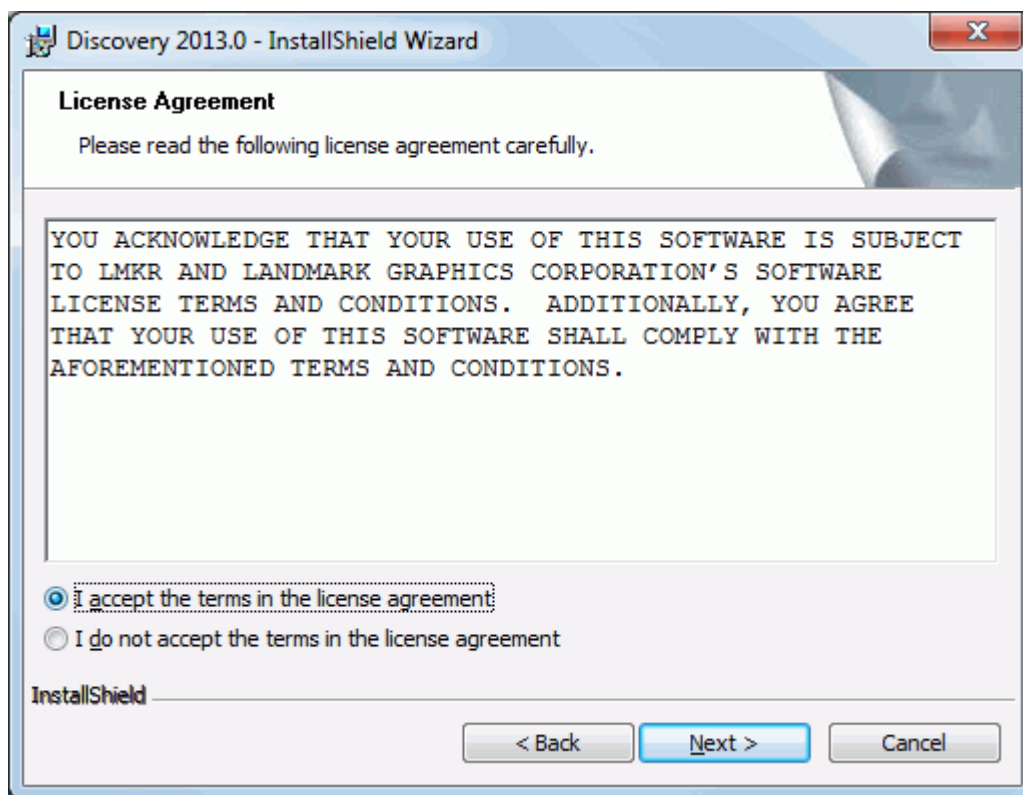 Discovery 2013.0 - InstallShield Wizard
License Agreement
Please read the following license agreement carefully.
YOU ACKNOWLEDGE THAT YOUR USE OF THIS SOFTWARE IS SUBJECT
TO LMKR AND LANDMARK GRAPHICS CORPORATION’S SOFTWARE
LICENSE TERMS AND CONDITIONS.  ADDITIONALLY, YOU AGREE
THAT YOUR USE OF THIS SOFTWARE SHALL COMPLY WITH THE
AFOREMENTIONED TERMS AND CONDITIONS.
I accept the terms in the license agreement
I do not accept the terms in the license agreement
InstallShield
< Back Next > Cancel